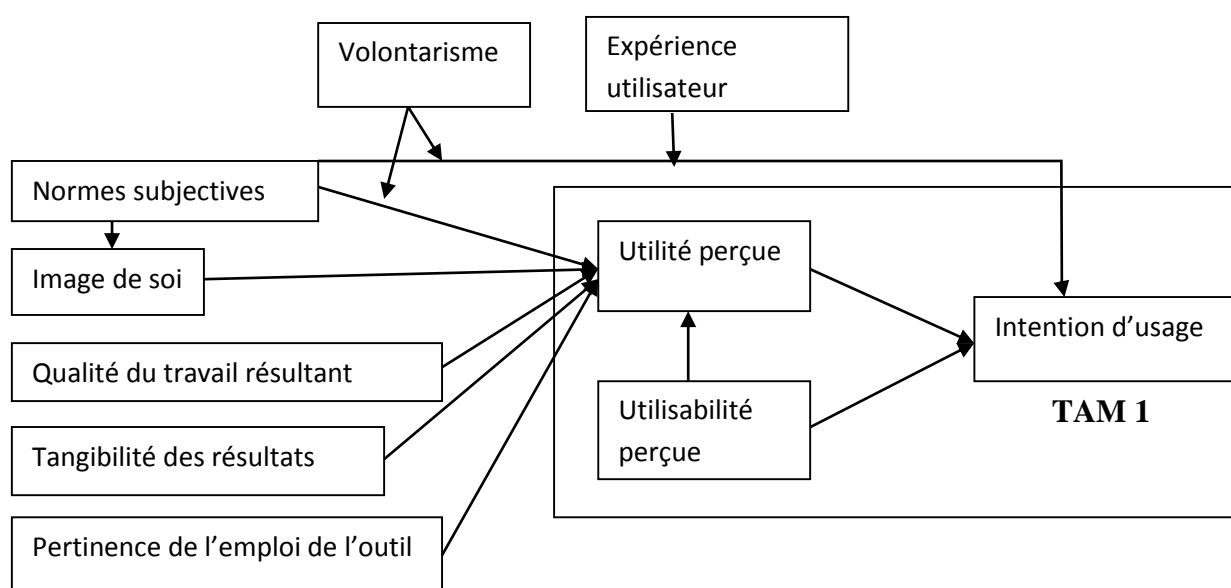 Volontarisme
Expérience
utilisateur
Normes subjectives
Image de soi
Utilité perçue
Intention d’usage
Qualité du travail résultant
Utilisabilité
perçue
TAM 1
Tangibilité des résultats
Pertinence de l’emploi de l’outil